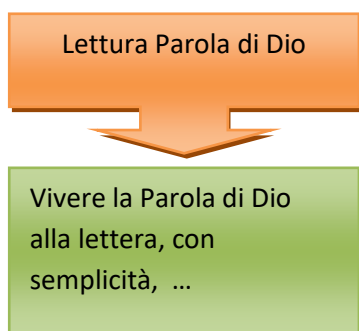 Lettura Parola di Dio
Vivere la Parola di Dio
alla lettera, con
semplicità, …